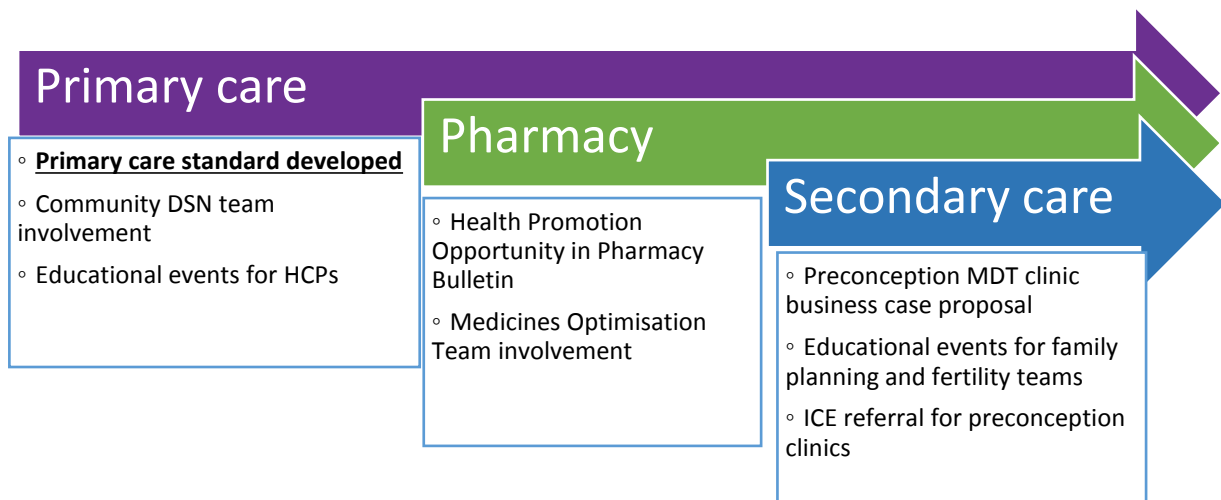 Primary care
◦ Primary care standard developed
◦ Community DSN team
involvement
◦ Educational events for HCPs
Pharmacy
◦ Health Promotion
Opportunity in Pharmacy
Bulletin
◦ Medicines Optimisation
Team involvement
Secondary care
◦ Preconception MDT clinic
business case proposal
◦ Educational events for family
planning and fertility teams
◦ ICE referral for preconception
clinics